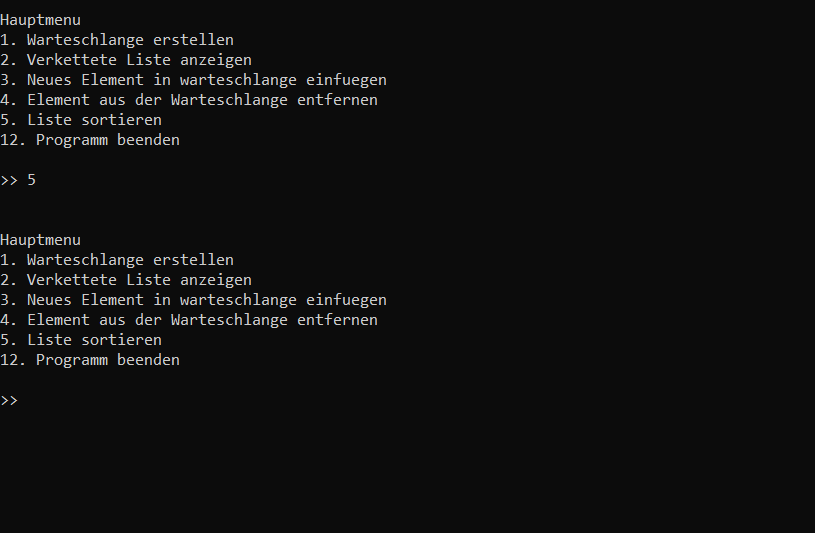 Hauptmenu
1. Warteschlange erstellen
2. Verkettete Liste anzeigen
3. Neues Element in warteschlange einfuegen
4. Element aus der Warteschlange entfernen
5. Liste sortieren
12. Programm beenden
>> 5
Hauptmenu
1. Warteschlange erstellen
2. Verkettete Liste anzeigen
3. Neues Element in warteschlange einfuegen
4. Element aus der Warteschlange entfernen
5. Liste sortieren
12. Programm beenden
>>